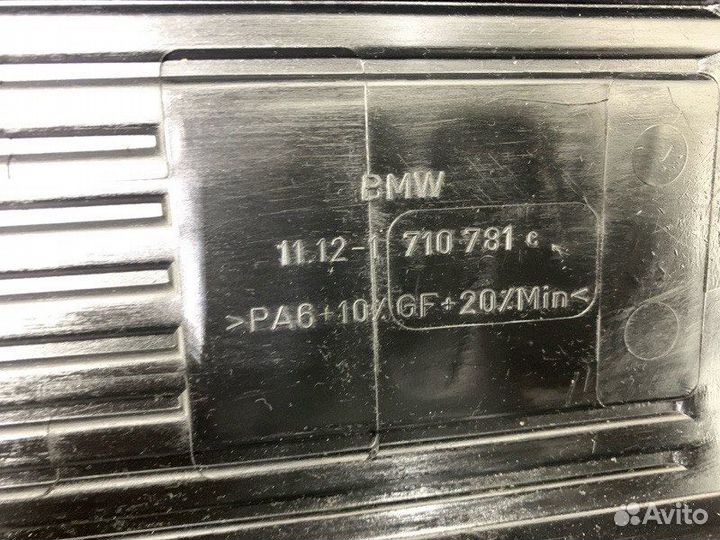 BMW
11.12-1 710 781 c
>PA6+10%GF+20%Min<
Avito